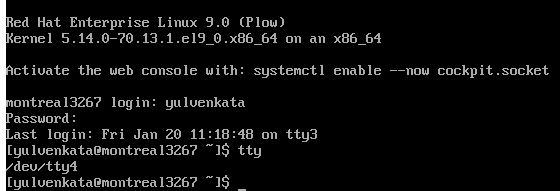 Red Hat Enterprise Linux 9.0 (Plow)
Kernel 5.14.0-70.13.1.el9_0.x86_64 on an x86_64
Activate the web console with: systemctl enable --now cockpit.socket
montreal3267 login: yulvenkata
Password:
Last login: Fri Jan 20 11:18:48 on tty3
[yulvenkata@montreal3267 ~]$ tty
/dev/tty4
[yulvenkata@montreal3267 ~]$ _